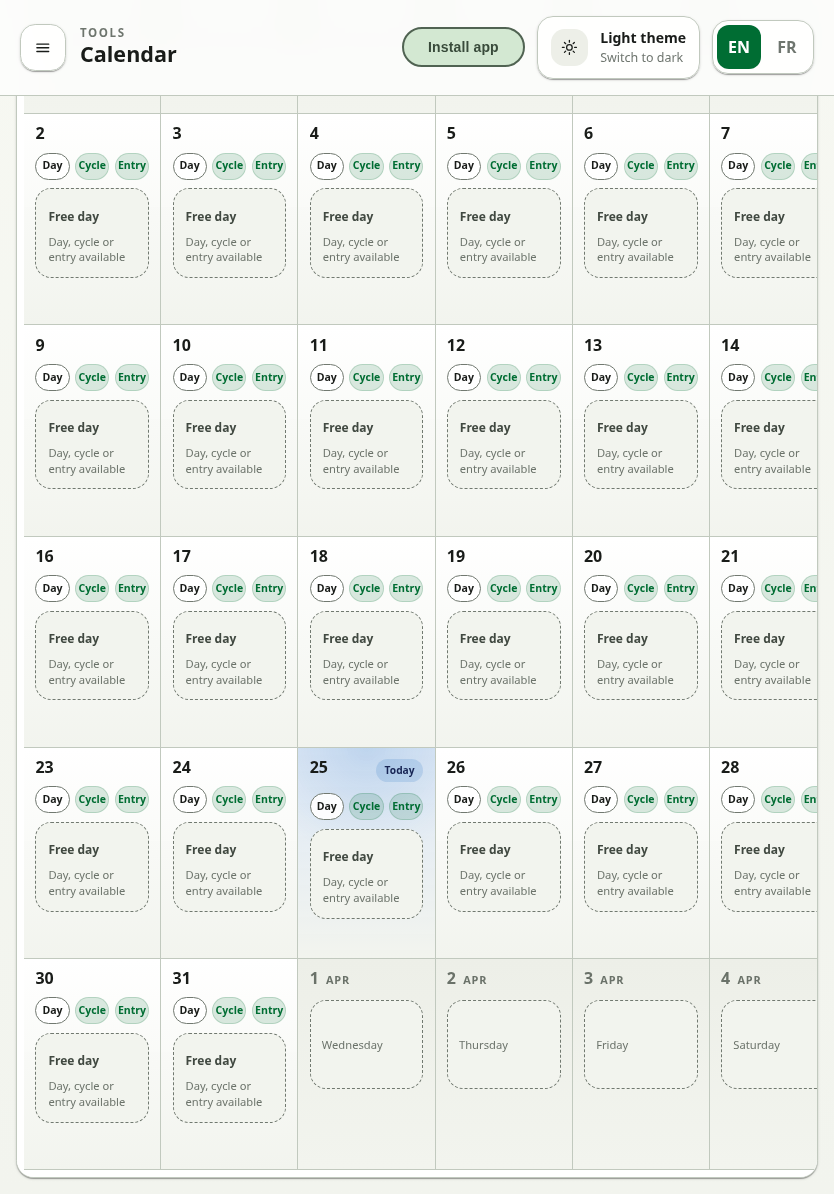 TOOLS
Calendar
Install app
Light theme
Switch to dark
EN
FR
2 3 4 5 6 7
Day Cycle Entry Day Cycle Entry Day Cycle Entry Day Cycle Entry Day Cycle Entry Day Cycle En
Free day Free day Free day Free day Free day Free day
Day, cycle or Day, cycle or Day, cycle or Day, cycle or Day, cycle or Day, cycle or
entry available entry available entry available entry available entry available entry available
9 10 11 12 13 14
Day Cycle Entry Day Cycle Entry Day Cycle Entry Day Cycle Entry Day Cycle Entry Day Cycle En
Free day Free day Free day Free day Free day Free day
Day, cycle or Day, cycle or Day, cycle or Day, cycle or Day, cycle or Day, cycle or
entry available entry available entry available entry available entry available entry available
16 17 18 19 20 21
Day Cycle Entry Day Cycle Entry Day Cycle Entry Day Cycle Entry Day Cycle Entry Day Cycle En
Free day Free day Free day Free day Free day Free day
Day, cycle or Day, cycle or Day, cycle or Day, cycle or Day, cycle or Day, cycle or
entry available entry available entry available entry available entry available entry available
23 24 25 Today 26 27 28
Day Cycle Entry Day Cycle Entry Day Cycle Entry Day Cycle Entry Day Cycle Entry Day Cycle En
Free day Free day Free day Free day Free day Free day
Day, cycle or Day, cycle or Day, cycle or Day, cycle or Day, cycle or Day, cycle or
entry available entry available entry available entry available entry available entry available
30 31 1 APR 2 APR 3 APR 4 APR
Day Cycle Entry Day Cycle Entry
Free day Free day Wednesday Thursday Friday Saturday
Day, cycle or Day, cycle or
entry available entry available